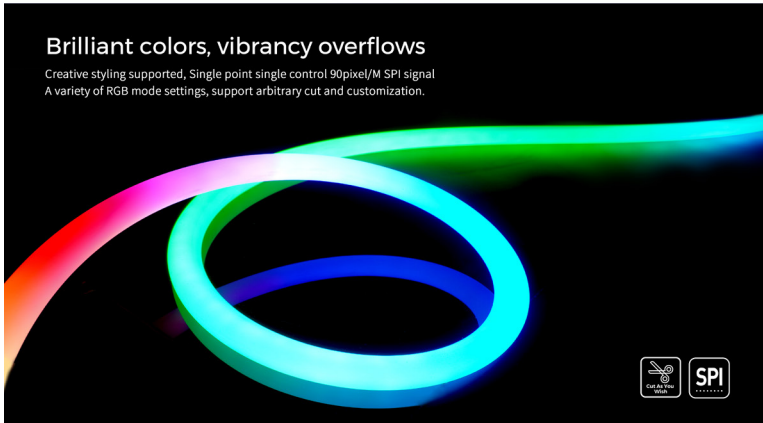 Brilliant colors, vibrancy overflows
Creative styling supported, Single point single control 90pixel/M SPI signal
A variety of RGB mode settings, support arbitrary cut and customization.
Cut As You
Wish
SPI